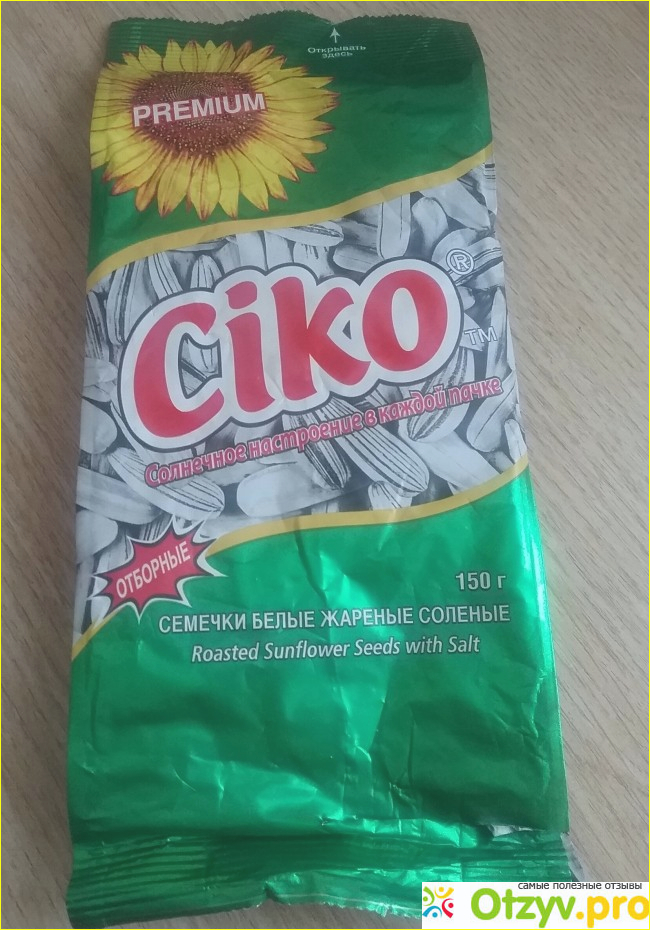 Открывать
здесь
PREMIUM
Ciko
®
TM
Солнечное настроение в каждой пачке
ОТБОРНЫЕ
150 г
СЕМЕЧКИ БЕЛЫЕ ЖАРЕНЫЕ СОЛЕНЫЕ
Roasted Sunflower Seeds with Salt
самые полезные отзывы
Otzyv.pro